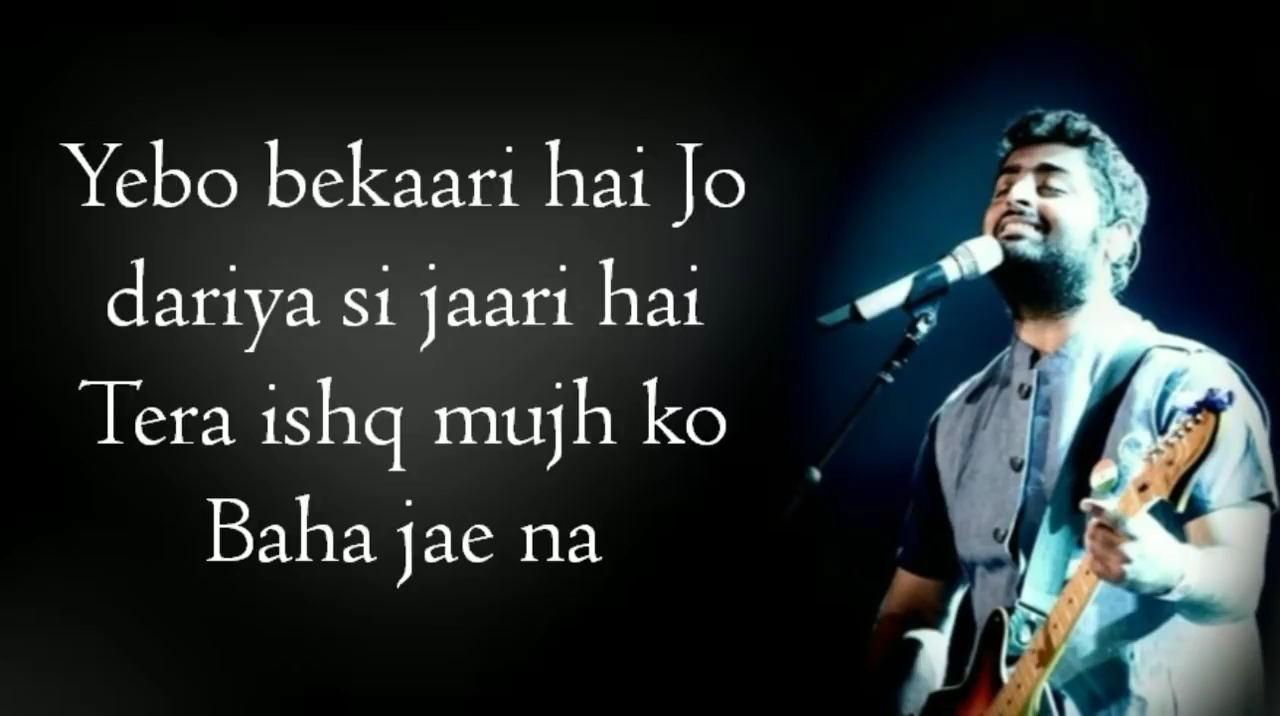 Yebo bekaari hai Jo
dariya si jaari hai
Tera ishq mujh ko
Baha jae na